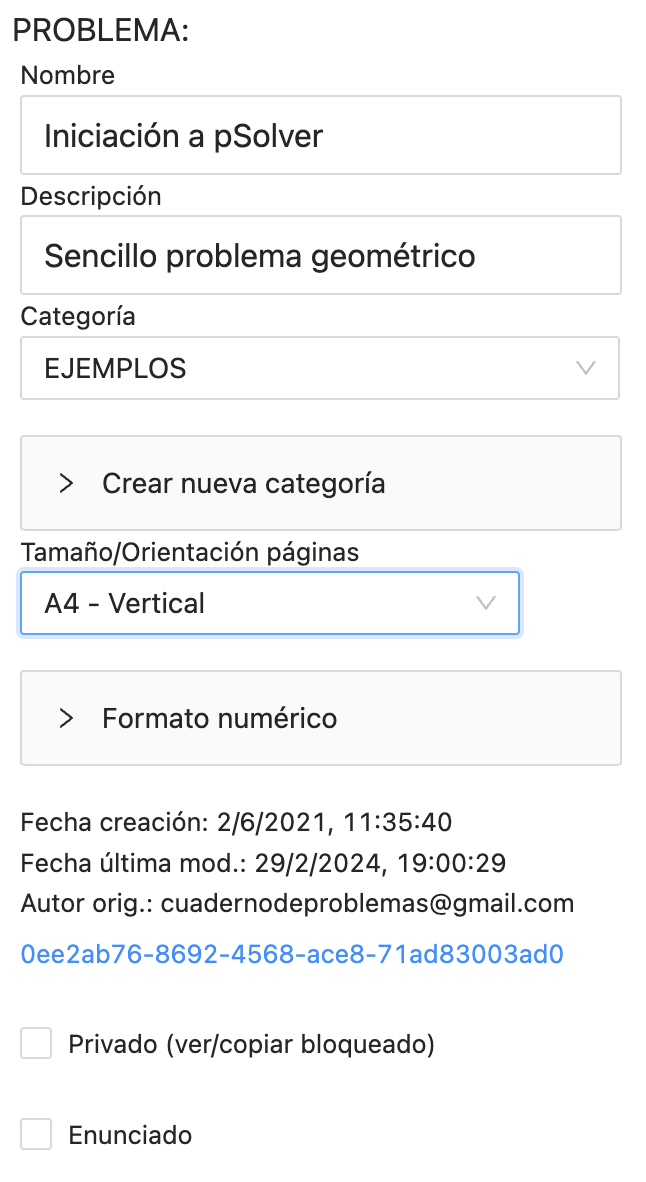 PROBLEMA:
Nombre
Iniciación a pSolver
Descripción
Sencillo problema geométrico
Categoría
EJEMPLOS
Crear nueva categoría
Tamaño/Orientación páginas
A4 - Vertical
Formato numérico
Fecha creación: 2/6/2021, 11:35:40
Fecha última mod.: 29/2/2024, 19:00:29
Autor orig.: cuadernodeproblemas@gmail.com
0ee2ab76-8692-4568-ace8-71ad83003ad0
Privado (ver/copiar bloqueado)
Enunciado